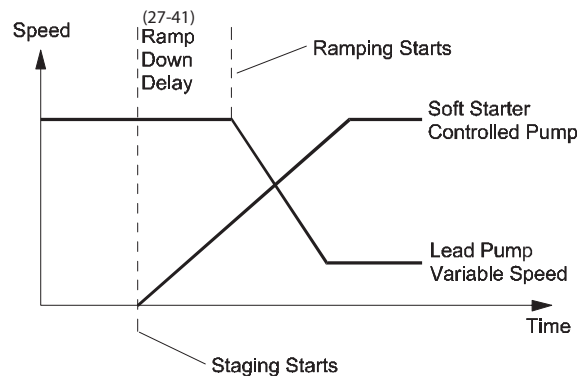 (27-41)
Speed
Ramp
Down
Delay
Ramping Starts
Soft Starter
Controlled Pump
Lead Pump
Variable Speed
Time
Staging Starts